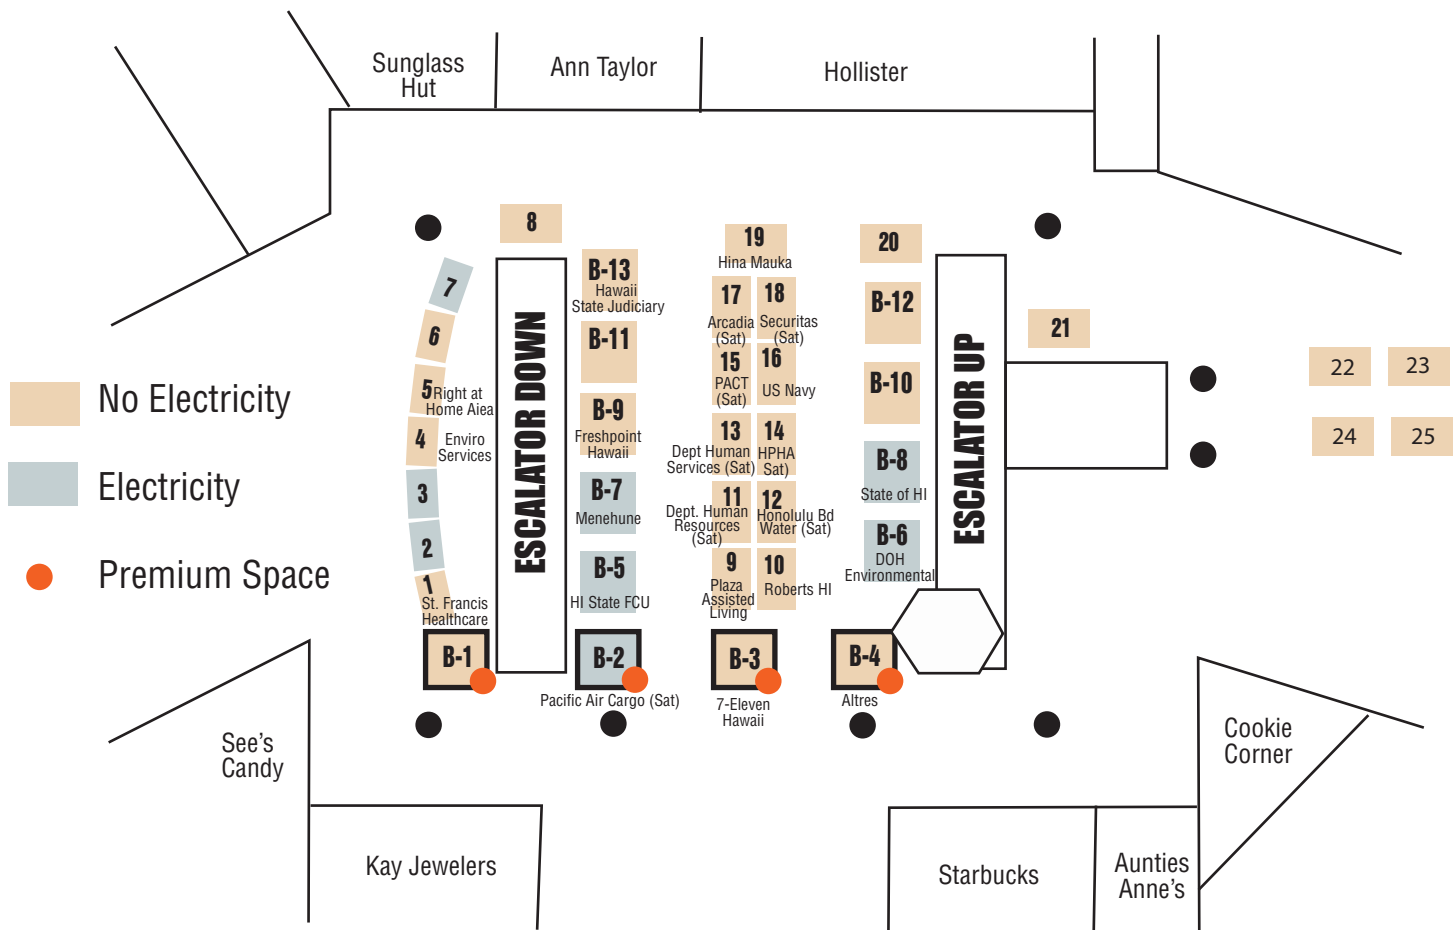 Sunglass
Hut
Ann Taylor
Hollister
No Electricity
Electricity
Premium Space
8
7
6
5
Right at
Home Aiea
4
Enviro
Services
3
2
1
St. Francis
Healthcare
B-1
ESCALATOR DOWN
B-13
Hawaii
State Judiciary
B-11
B-9
Freshpoint
Hawaii
B-7
Menehune
B-5
HI State FCU
B-2
Pacific Air Cargo (Sat)
19
Hina Mauka
17
Arcadia
(Sat)
18
Securitas
(Sat)
15
PACT
(Sat)
16
US Navy
13
Dept Human
Services (Sat)
14
HPHA
Sat)
11
Dept. Human
Resources
(Sat)
12
Honolulu Bd
Water (Sat)
9
Plaza
Assisted
Living
10
Roberts HI
B-3
7-Eleven
Hawaii
20
B-12
B-10
B-8
State of HI
B-6
DOH
Environmental
B-4
Altres
ESCALATOR UP
21
22
23
24
25
See's
Candy
Kay Jewelers
Starbucks
Aunties
Anne's
Cookie
Corner